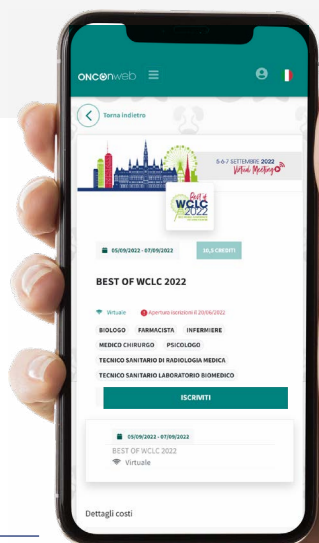 ONCONweb
Torna indietro
5-6-7 SETTEMBRE 2022
Virtual Meeting
Best of
WCLC
2022
05/09/2022 - 07/09/2022
10,5 CREDITI
BEST OF WCLC 2022
Virtuale
Apertura iscrizioni il 20/06/2022
BIOLOGO FARMACISTA INFERMIERE
MEDICO CHIRURGO PSICOLOGO
TECNICO SANITARIO DI RADIOLOGIA MEDICA
TECNICO SANITARIO LABORATORIO BIOMEDICO
ISCRIVITI
05/09/2022 - 07/09/2022
BEST OF WCLC 2022
Virtuale
Dettagli costi